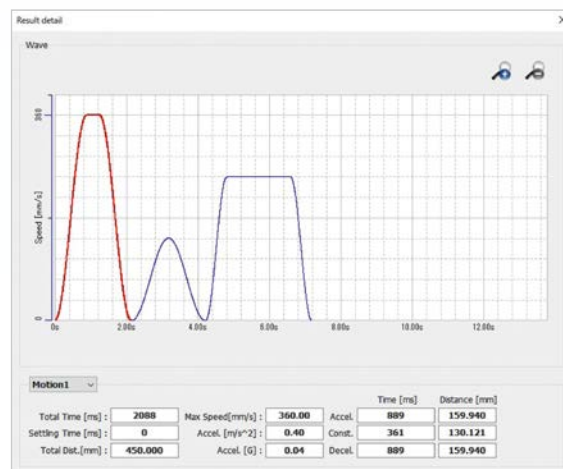 Result detail
Wave
360
Speed [mm/s]
0
0s 2.00s 4.00s 6.00s 8.00s 10.00s 12.00s
Motion1
Time [ms] Distance [mm]
Total Time [ms] : 2088 Max Speed[mm/s] : 360.00 Accel. 889 159.940
Settling Time [ms] : 0 Accel. [m/s^2] : 0.40 Const. 361 130.121
Total Dist.[mm] : 450.000 Accel. [G] : 0.04 Decel. 889 159.940